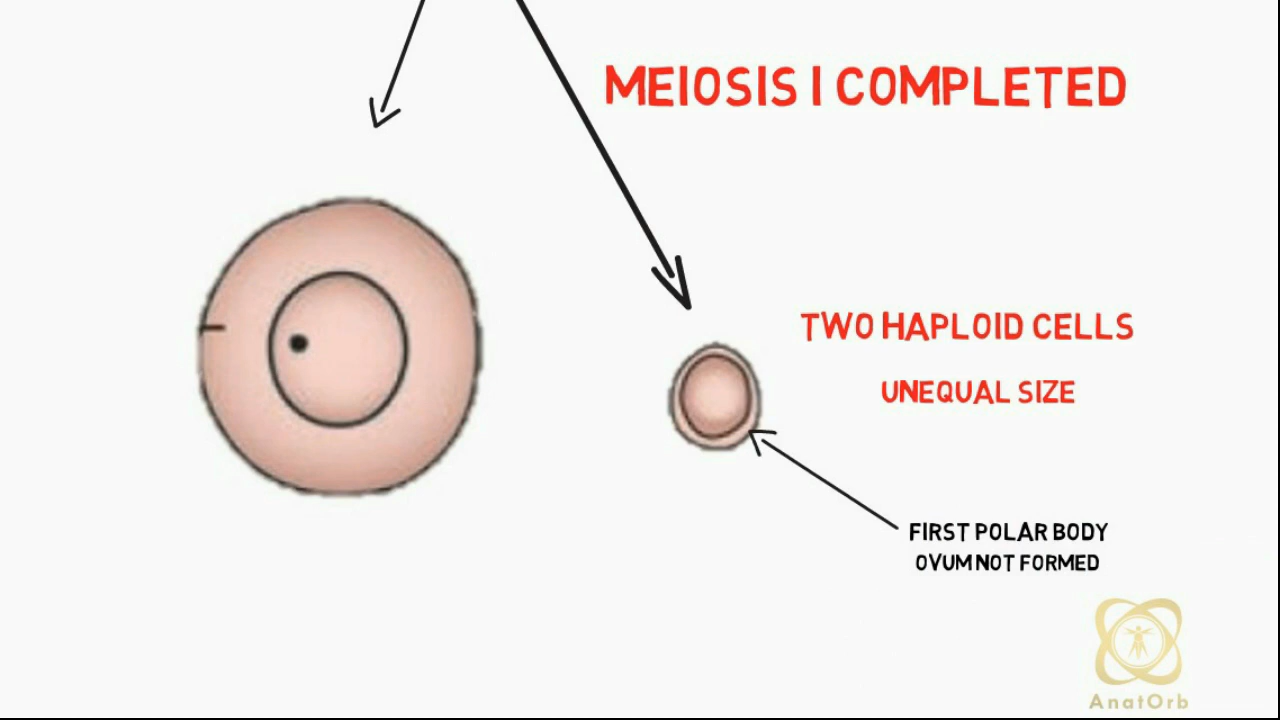 MEIOSIS I COMPLETED
TWO HAPLOID CELLS
UNEQUAL SIZE
FIRST POLAR BODY
OVUM NOT FORMED
AnatOrb